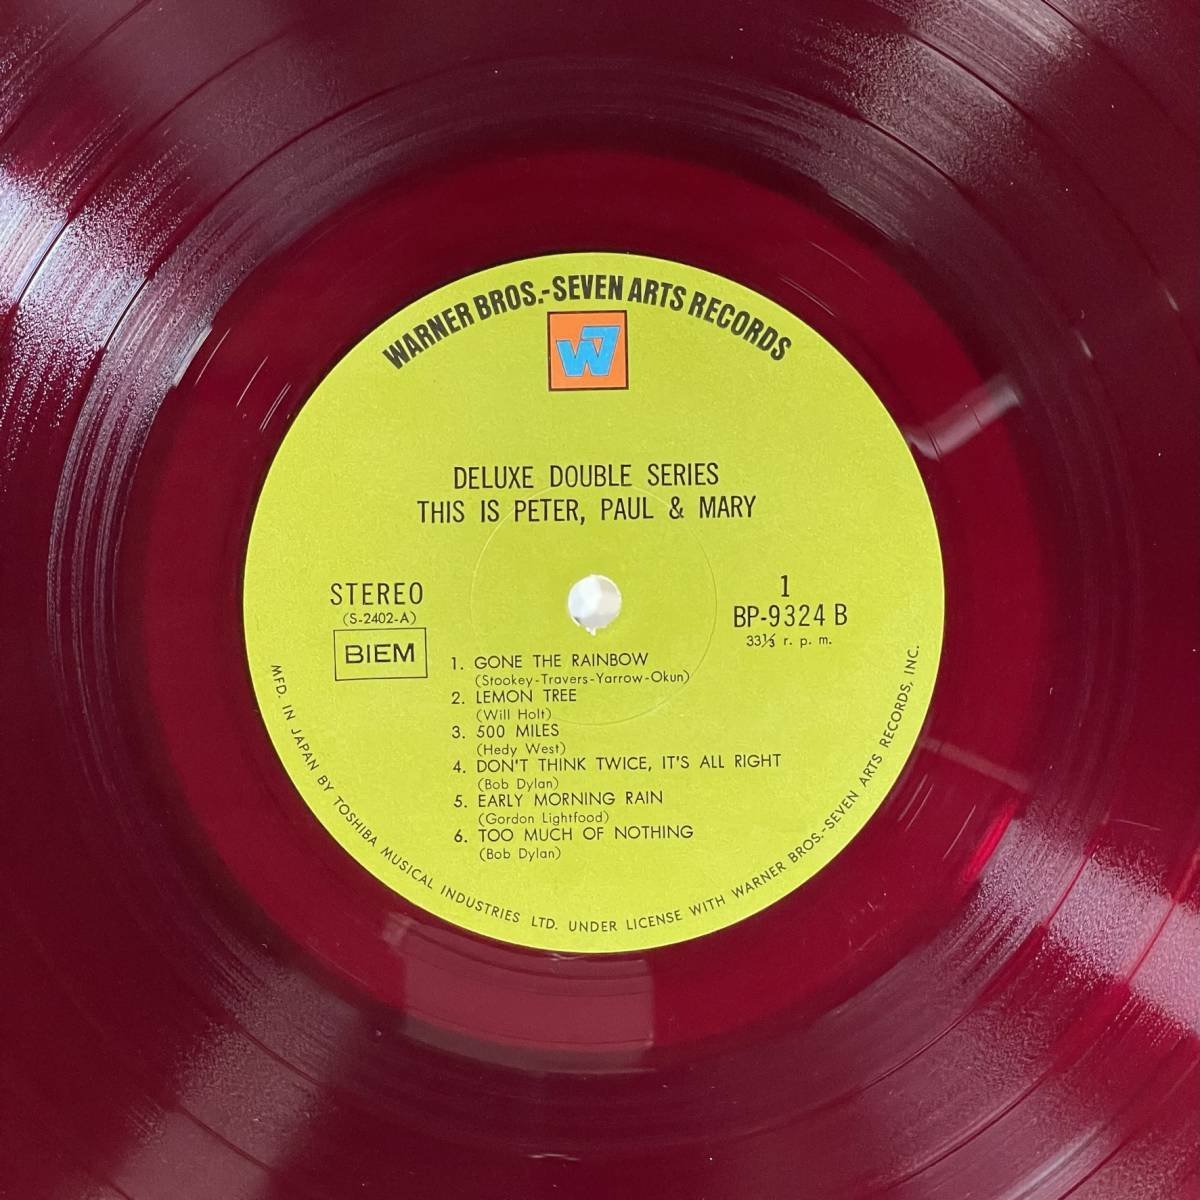 WARNER BROS.-SEVEN ARTS RECORDS
W7
DELUXE DOUBLE SERIES
THIS IS PETER, PAUL & MARY
STEREO
(S-2402-A)
BIEM
1
BP-9324 B
33⅓ r. p. m.
1. GONE THE RAINBOW
(Stookey-Travers-Yarrow-Okun)
2. LEMON TREE
(Will Holt)
3. 500 MILES
(Hedy West)
4. DON'T THINK TWICE, IT'S ALL RIGHT
(Bob Dylan)
5. EARLY MORNING RAIN
(Gordon Lightfood)
6. TOO MUCH OF NOTHING
(Bob Dylan)
MFD. IN JAPAN BY TOSHIBA MUSICAL INDUSTRIES LTD. UNDER LICENSE WITH WARNER BROS.-SEVEN ARTS RECORDS, INC.